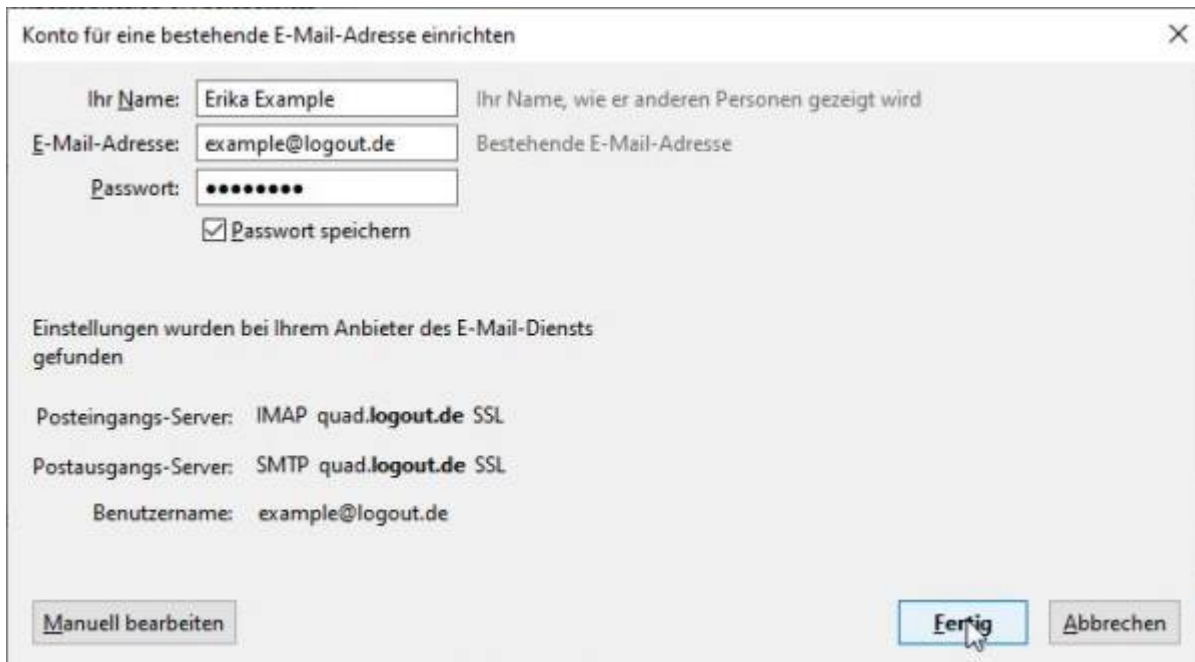 Konto für eine bestehende E-Mail-Adresse einrichten
Ihr Name: Erika Example Ihr Name, wie er anderen Personen gezeigt wird
E-Mail-Adresse: example@logout.de Bestehende E-Mail-Adresse
Passwort: ●●●●●●●●
Passwort speichern
Einstellungen wurden bei Ihrem Anbieter des E-Mail-Diensts
gefunden
Posteingangs-Server: IMAP quad.logout.de SSL
Postausgangs-Server: SMTP quad.logout.de SSL
Benutzername: example@logout.de
Manuell bearbeiten Fertig Abbrechen